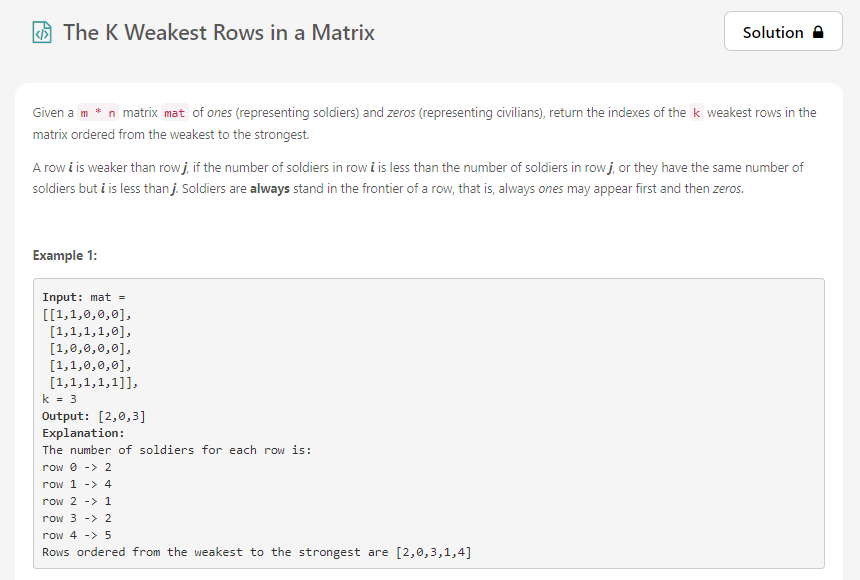 The K Weakest Rows in a Matrix
Solution
Given a m * n matrix mat of ones (representing soldiers) and zeros (representing civilians), return the indexes of the k weakest rows in the
matrix ordered from the weakest to the strongest.
A row i is weaker than row j, if the number of soldiers in row i is less than the number of soldiers in row j, or they have the same number of
soldiers but i is less than j. Soldiers are always stand in the frontier of a row, that is, always ones may appear first and then zeros.
Example 1:
Input: mat =
[[1,1,0,0,0],
 [1,1,1,1,0],
 [1,0,0,0,0],
 [1,1,0,0,0],
 [1,1,1,1,1]],
k = 3
Output: [2,0,3]
Explanation:
The number of soldiers for each row is:
row 0 -> 2
row 1 -> 4
row 2 -> 1
row 3 -> 2
row 4 -> 5
Rows ordered from the weakest to the strongest are [2,0,3,1,4]